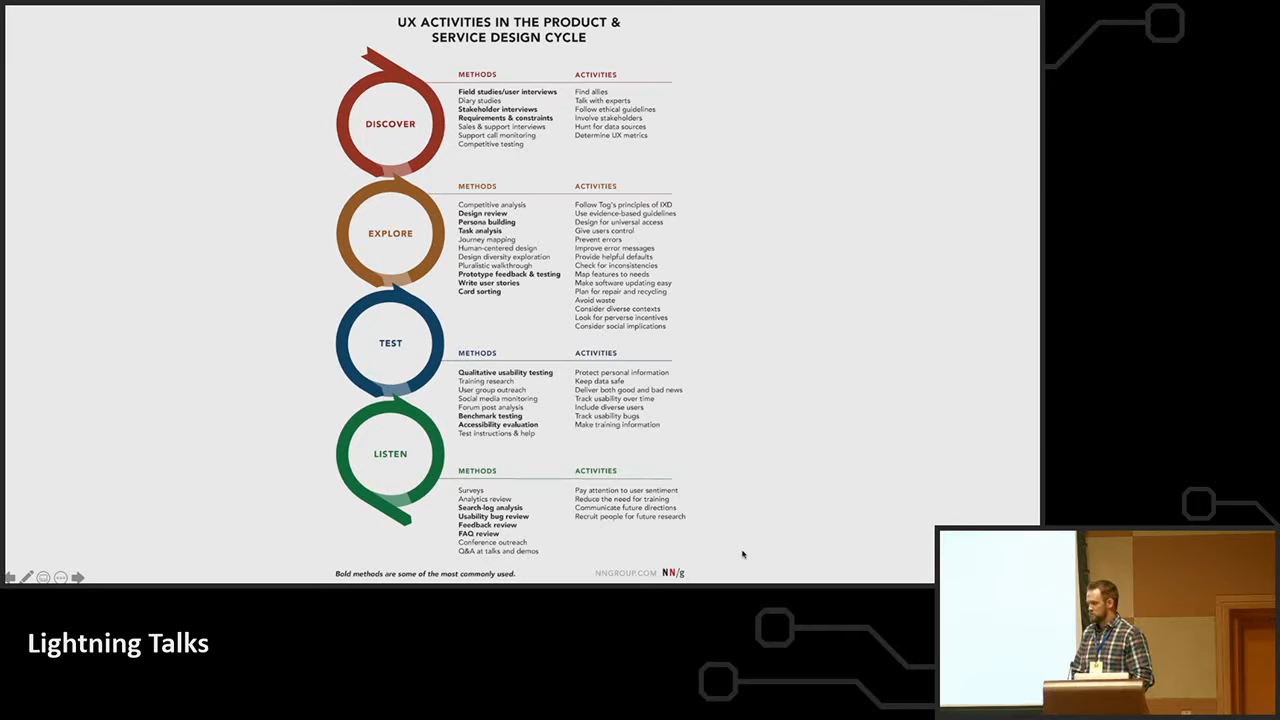 UX ACTIVITIES IN THE PRODUCT &
SERVICE DESIGN CYCLE
DISCOVER
METHODS
Field studies/user interviews
Diary studies
Stakeholder interviews
Requirements & constraints
Sales & support interviews
Support call monitoring
Competitive testing
ACTIVITIES
Find allies
Talk with experts
Follow ethical guidelines
Involve stakeholders
Hunt for data sources
Determine UX metrics
EXPLORE
METHODS
Competitive analysis
Design review
Persona building
Task analysis
Journey mapping
Human-centered design
Design diversity exploration
Pluralistic walkthrough
Prototype feedback & testing
Write user stories
Card sorting
ACTIVITIES
Follow Tog's principles of IXD
Use evidence-based guidelines
Design for universal access
Give users control
Prevent errors
Improve error messages
Provide helpful defaults
Check for inconsistencies
Map features to needs
Make software updating easy
Plan for repair and recycling
Avoid waste
Consider diverse contexts
Look for perverse incentives
Consider social implications
TEST
METHODS
Qualitative usability testing
Training research
User group outreach
Social media monitoring
Forum post analysis
Benchmark testing
Accessibility evaluation
Test instructions & help
ACTIVITIES
Protect personal information
Keep data safe
Deliver both good and bad news
Track usability over time
Include diverse users
Track usability bugs
Make training information
LISTEN
METHODS
Surveys
Analytics review
Search-log analysis
Usability bug review
Feedback review
FAQ review
Conference outreach
Q&A at talks and demos
ACTIVITIES
Pay attention to user sentiment
Reduce the need for training
Communicate future directions
Recruit people for future research
Bold methods are some of the most commonly used.
NNGROUP.COM NN/g
Lightning Talks